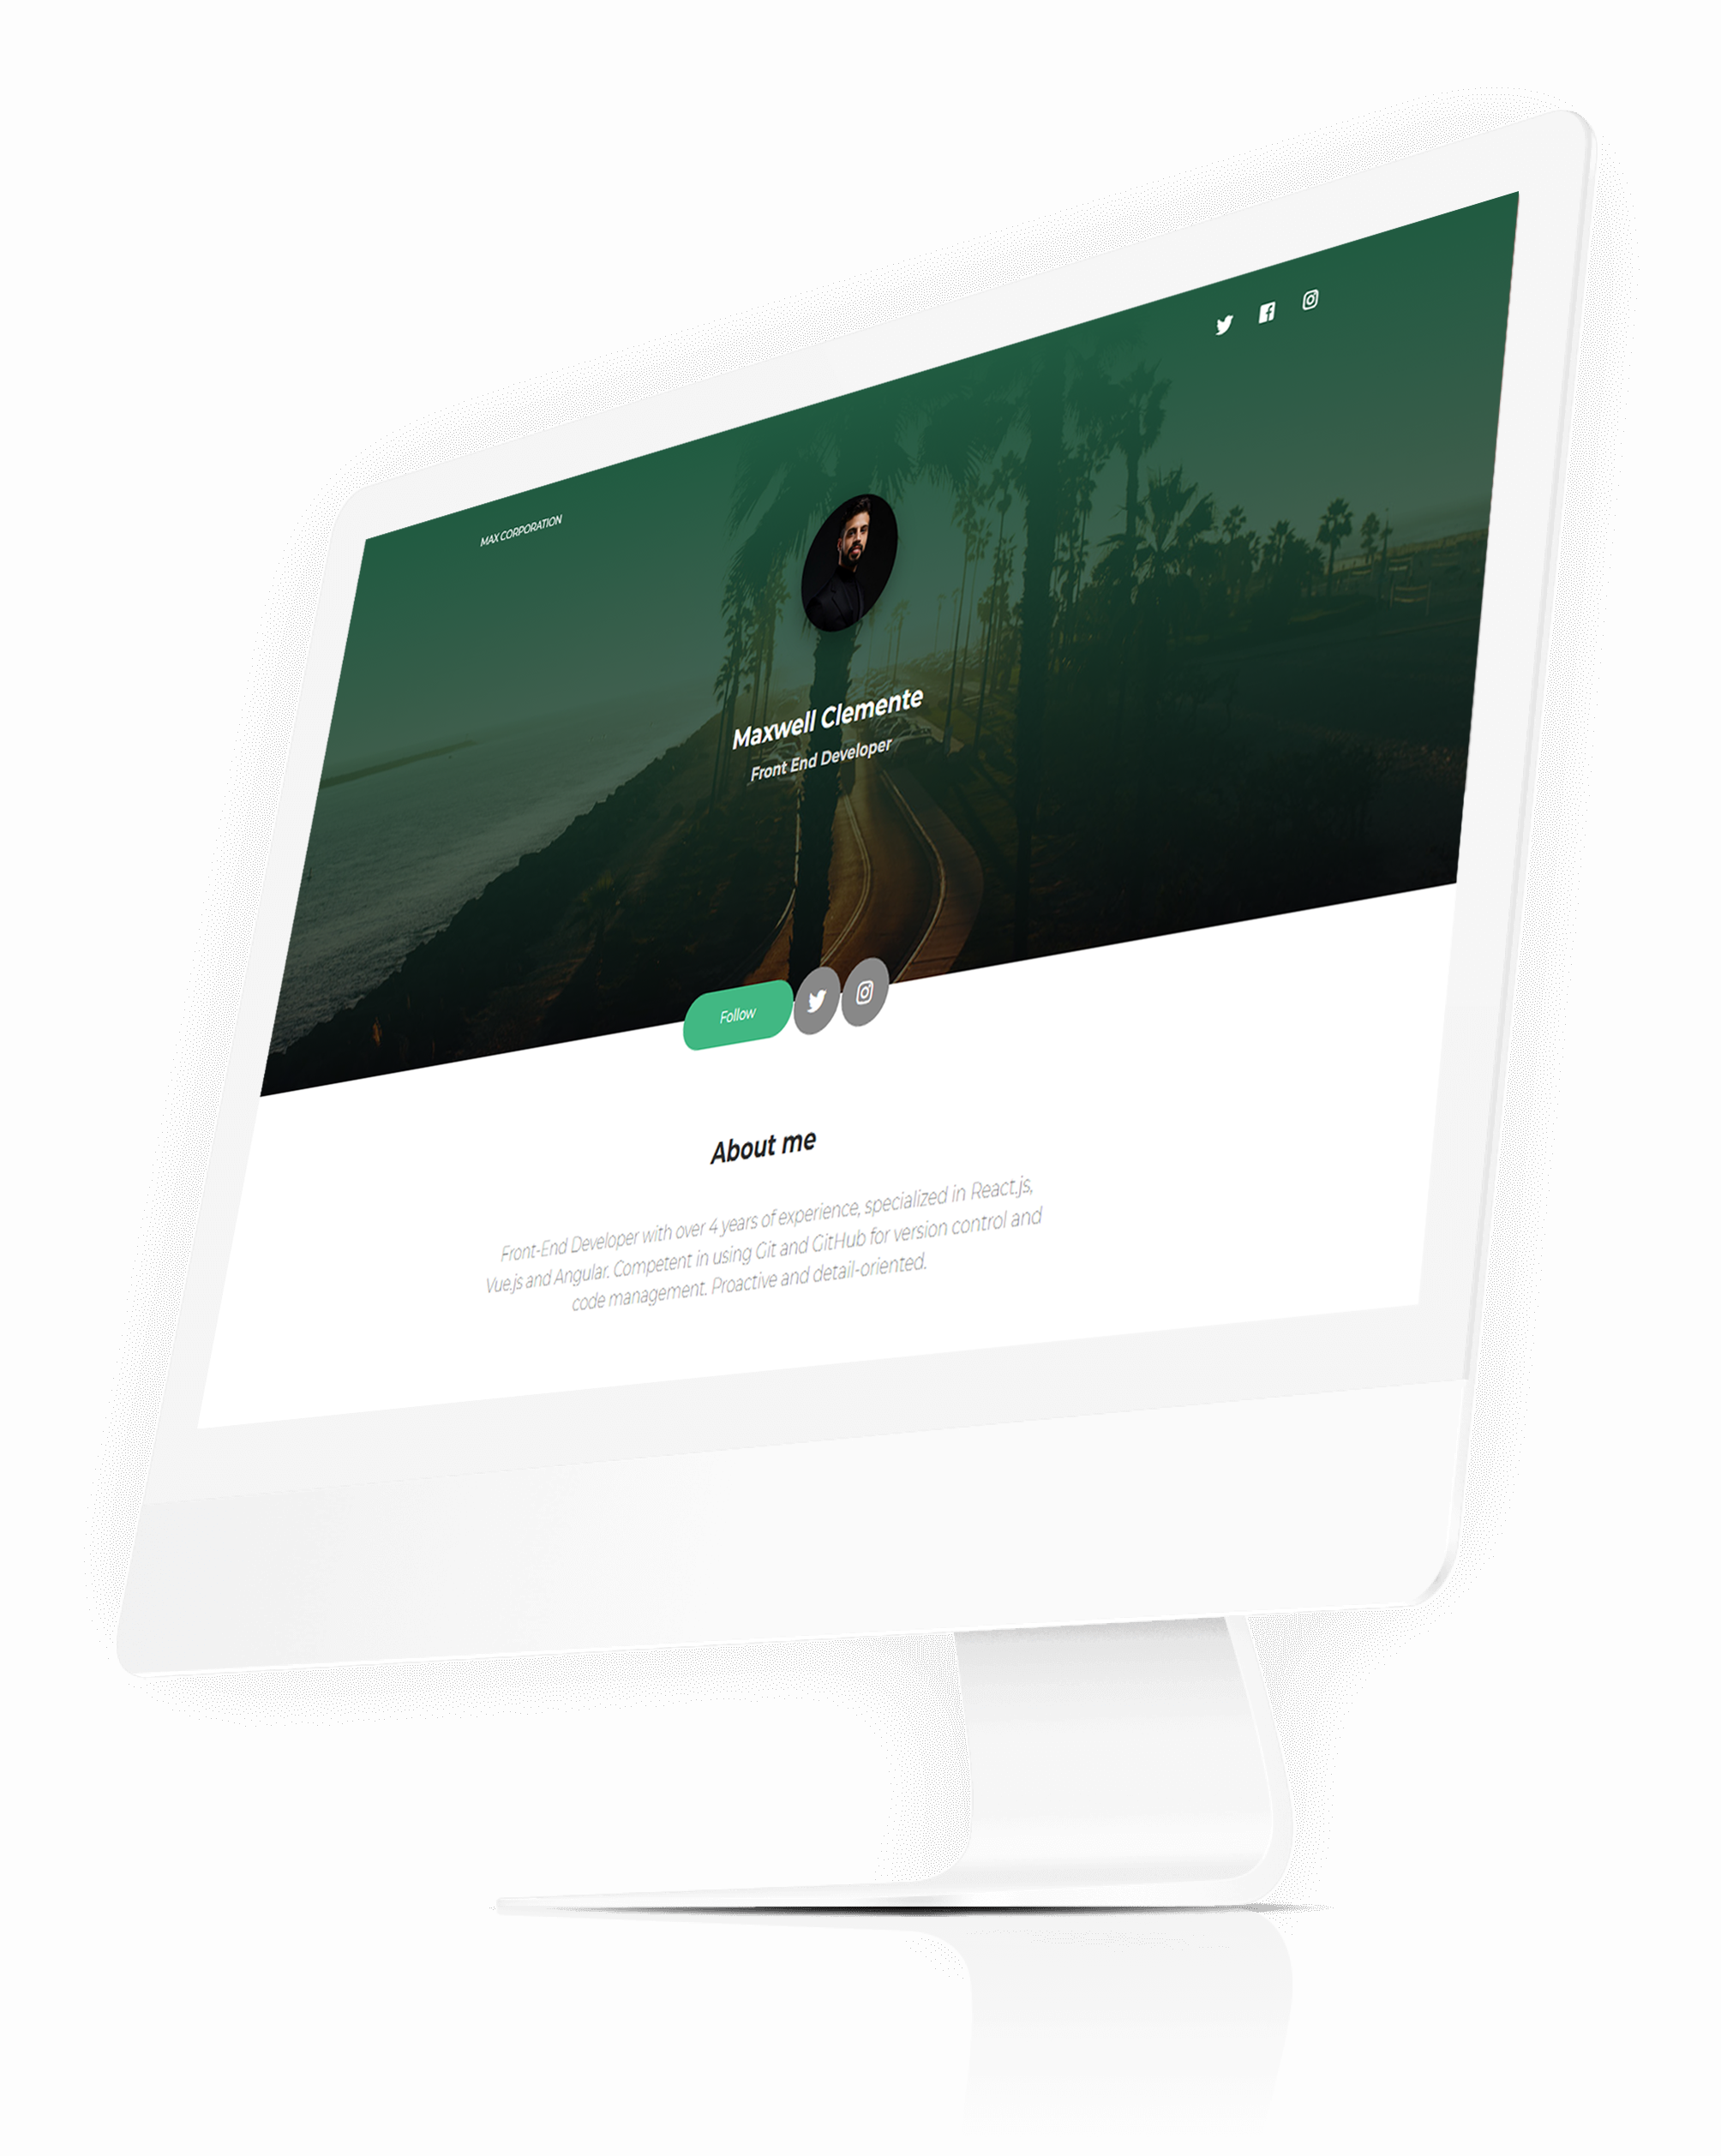 MAX CORPORATION
Maxwell Clemente
Front End Developer
Follow
About me
Front-End Developer with over 4 years of experience, specialized in React.js,
Vue.js and Angular. Competent in using Git and GitHub for version control and
code management. Proactive and detail-oriented.